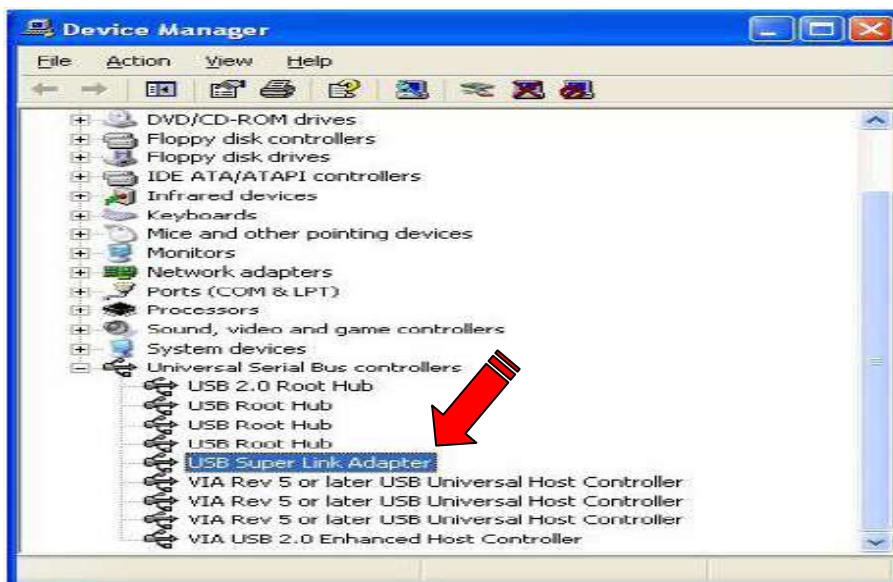 Device Manager
File Action View Help
DVD/CD-ROM drives
Floppy disk controllers
Floppy disk drives
IDE ATA/ATAPI controllers
Infrared devices
Keyboards
Mice and other pointing devices
Monitors
Network adapters
Ports (COM & LPT)
Processors
Sound, video and game controllers
System devices
Universal Serial Bus controllers
USB 2.0 Root Hub
USB Root Hub
USB Root Hub
USB Root Hub
USB Super Link Adapter
VIA Rev 5 or later USB Universal Host Controller
VIA Rev 5 or later USB Universal Host Controller
VIA Rev 5 or later USB Universal Host Controller
VIA USB 2.0 Enhanced Host Controller